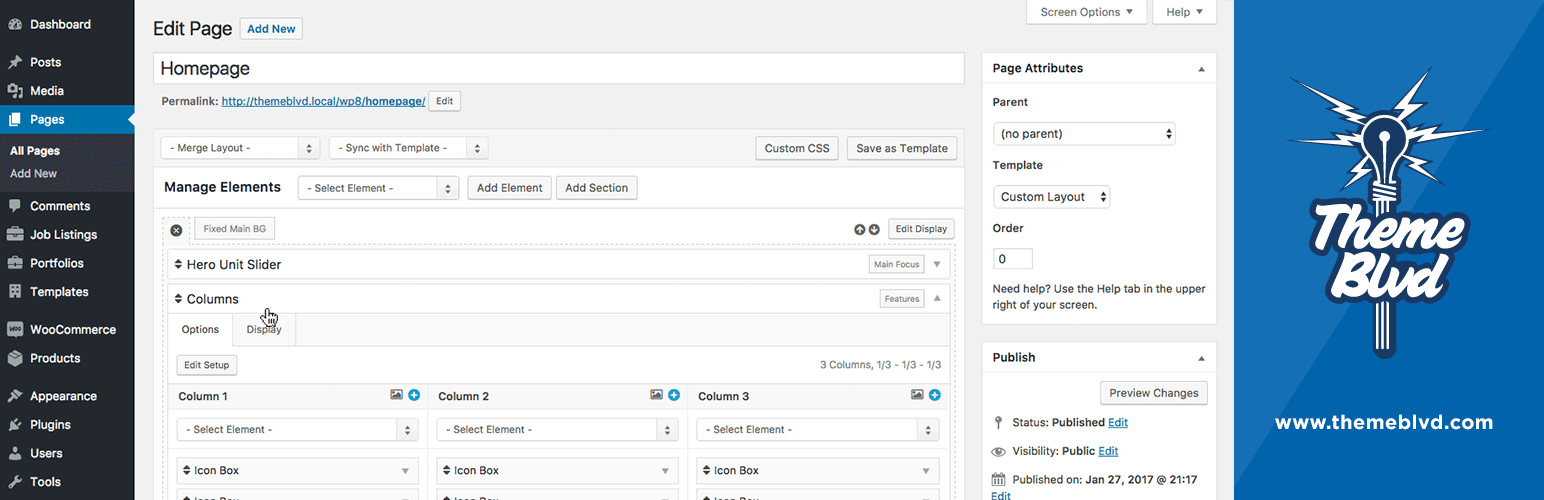 Dashboard
Posts
Media
Pages
All Pages
Add New
Comments
Job Listings
Portfolios
Templates
WOO WooCommerce
Products
Appearance
Plugins
Users
Tools
Screen Options
Help
Edit Page Add New
Homepage
Permalink: http://themeblvd.local/wp8/homepage/ Edit
- Merge Layout - - Sync with Template - Custom CSS Save as Template
Manage Elements - Select Element - Add Element Add Section
Fixed Main BG Edit Display
Hero Unit Slider Main Focus
Columns Features
Options Display
Edit Setup 3 Columns, 1/3 - 1/3 - 1/3
Column 1 Column 2 Column 3
- Select Element - - Select Element - - Select Element -
Icon Box Icon Box Icon Box
Icon Box Icon Box Icon Box
Page Attributes
Parent
(no parent)
Template
Custom Layout
Order
0
Need help? Use the Help tab in the upper
right of your screen.
Publish
Preview Changes
Status: Published Edit
Visibility: Public Edit
Published on: Jan 27, 2017 @ 21:17
Edit
Theme
Blvd
www.themeblvd.com